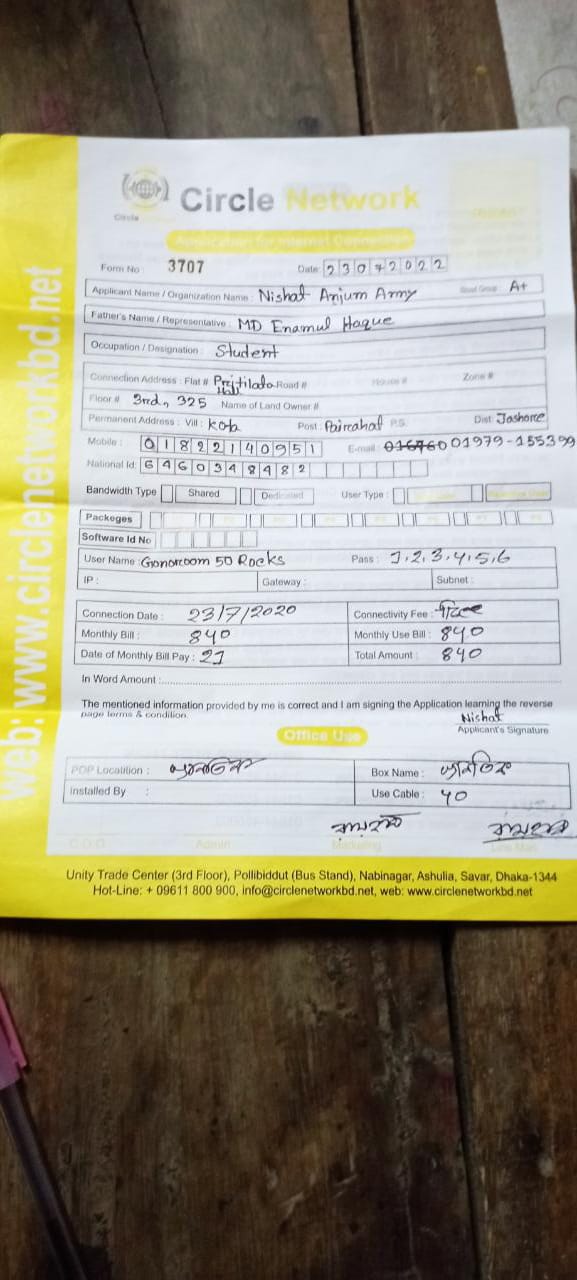 Circle Network
Circle
Application for Internet Connection
Form No 3707 Date: 23072022
Applicant Name / Organization Name: Nishat Anjum Army Blood Group: A+
Father's Name / Representative: MD Enamul Haque
Occupation / Designation: Student
Connection Address: Flat # Pritilata Hall Road # House # Zone #
Floor # 3rd, 325 Name of Land Owner #
Permanent Address: Vill: Post: Pairahat P.S. Dist: Jashore
Mobile: 01822140951 E-mail: 01979-155399
National Id: 6460348482
Bandwidth Type Shared Dedicated User Type:
Packeges
Software Id No
User Name: Gonoroom 50 Rocks Pass: 1,2,3,4,5,6
IP: Gateway: Subnet:
Connection Date: 23/7/2020 Connectivity Fee:
Monthly Bill: 840 Monthly Use Bill: 840
Date of Monthly Bill Pay: 21 Total Amount: 840
In Word Amount:
The mentioned information provided by me is correct and I am signing the Application learning the reverse
page terms & condition.
Nishat
Applicant's Signature
Office Use
POP Locatition: Box Name:
Installed By : Use Cable: 40
C.O.O Admin Marketing Line Man
Unity Trade Center (3rd Floor), Pollibiddut (Bus Stand), Nabinagar, Ashulia, Savar, Dhaka-1344
Hot-Line: + 09611 800 900, info@circlenetworkbd.net, web: www.circlenetworkbd.net
web: www.circlenetworkbd.net